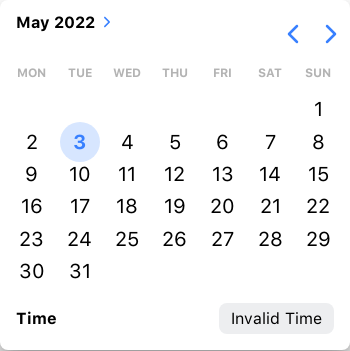 May 2022
MON TUE WED THU FRI SAT SUN
1
2 3 4 5 6 7 8
9 10 11 12 13 14 15
16 17 18 19 20 21 22
23 24 25 26 27 28 29
30 31
Time Invalid Time